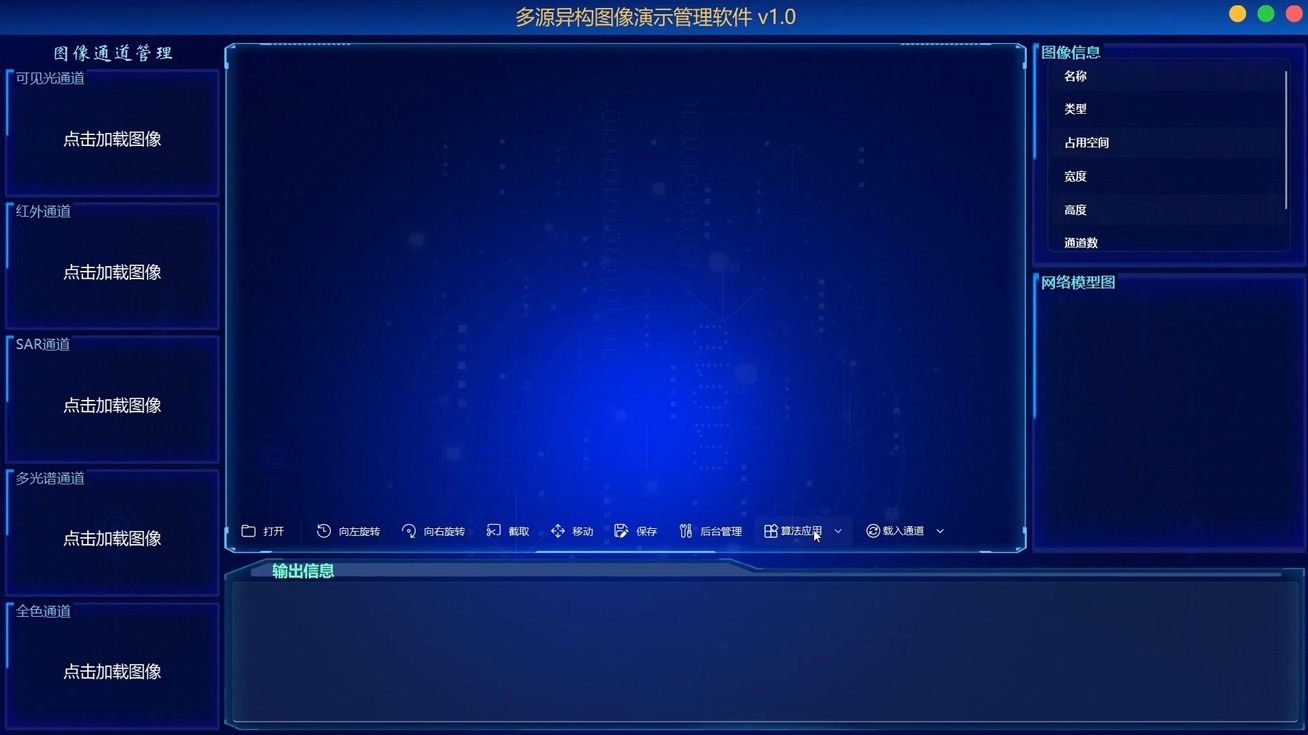 多源异构图像演示管理软件 v1.0
图像通道管理
可见光通道
点击加载图像
红外通道
点击加载图像
SAR通道
点击加载图像
多光谱通道
点击加载图像
全色通道
点击加载图像
打开 向左旋转 向右旋转 截取 移动 保存 后台管理 算法应用 载入通道
输出信息
图像信息
名称
类型
占用空间
宽度
高度
通道数
网络模型图